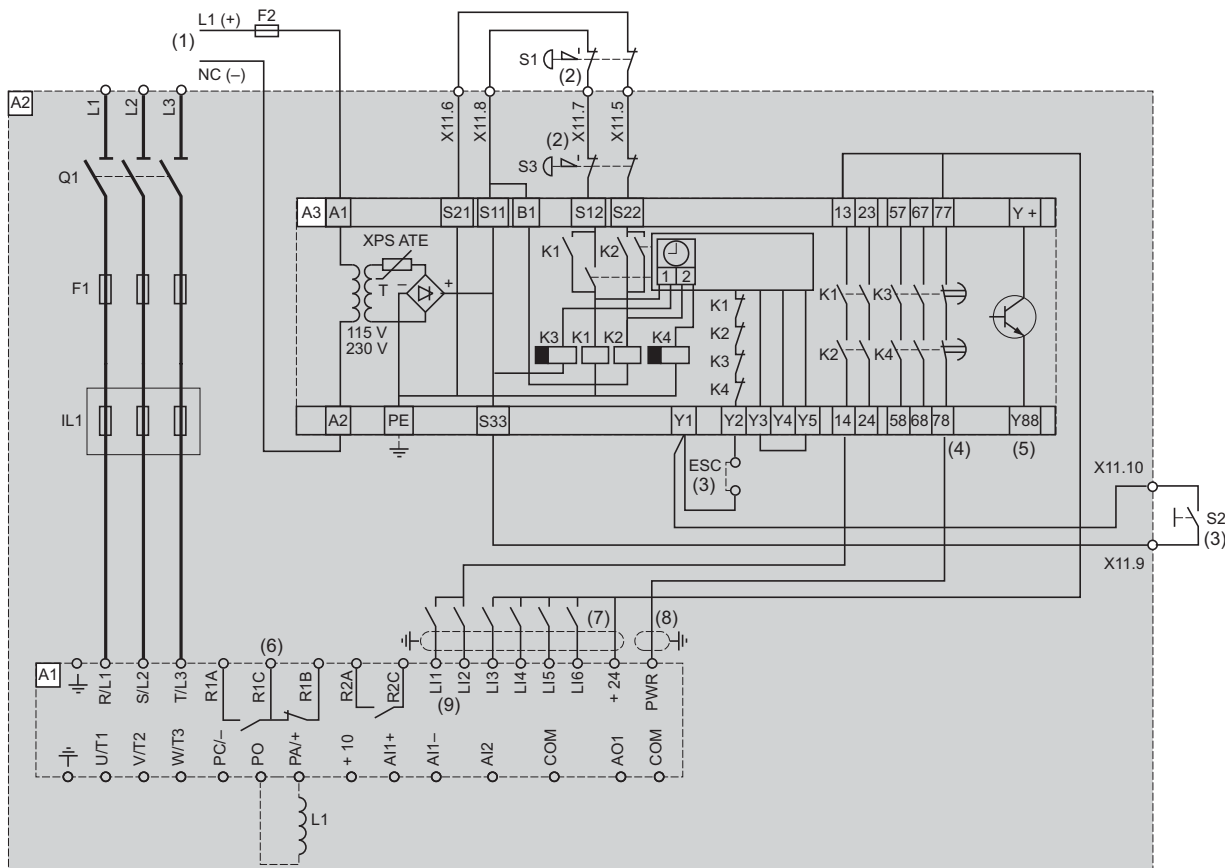 L1 (+)
F2
(1)
NC (–)
S1
(2)
A2
L1
L2
L3
X11.6
X11.8
X11.7
X11.5
(2)
S3
Q1
A3
A1
S21
S11
B1
S12
S22
13
23
57
67
77
Y +
XPS ATE
K1
K2
1
2
T
–
+
F1
115 V
230 V
K3
K1
K2
K4
K1
K2
K3
K4
K1
K3
K2
K4
IL1
A2
PE
S33
Y1
Y2
Y3
Y4
Y5
14
24
58
68
78
Y88
(4)
(5)
ESC
(3)
X11.10
S2
(3)
X11.9
(7)
(8)
(6)
A1
R/L1
S/L2
T/L3
R1A
R1C
R1B
R2A
R2C
LI1
LI2
LI3
LI4
LI5
LI6
+ 24
PWR
(9)
U/T1
V/T2
W/T3
PC/–
PO
PA/+
+ 10
AI1+
AI1–
AI2
COM
AO1
COM
L1